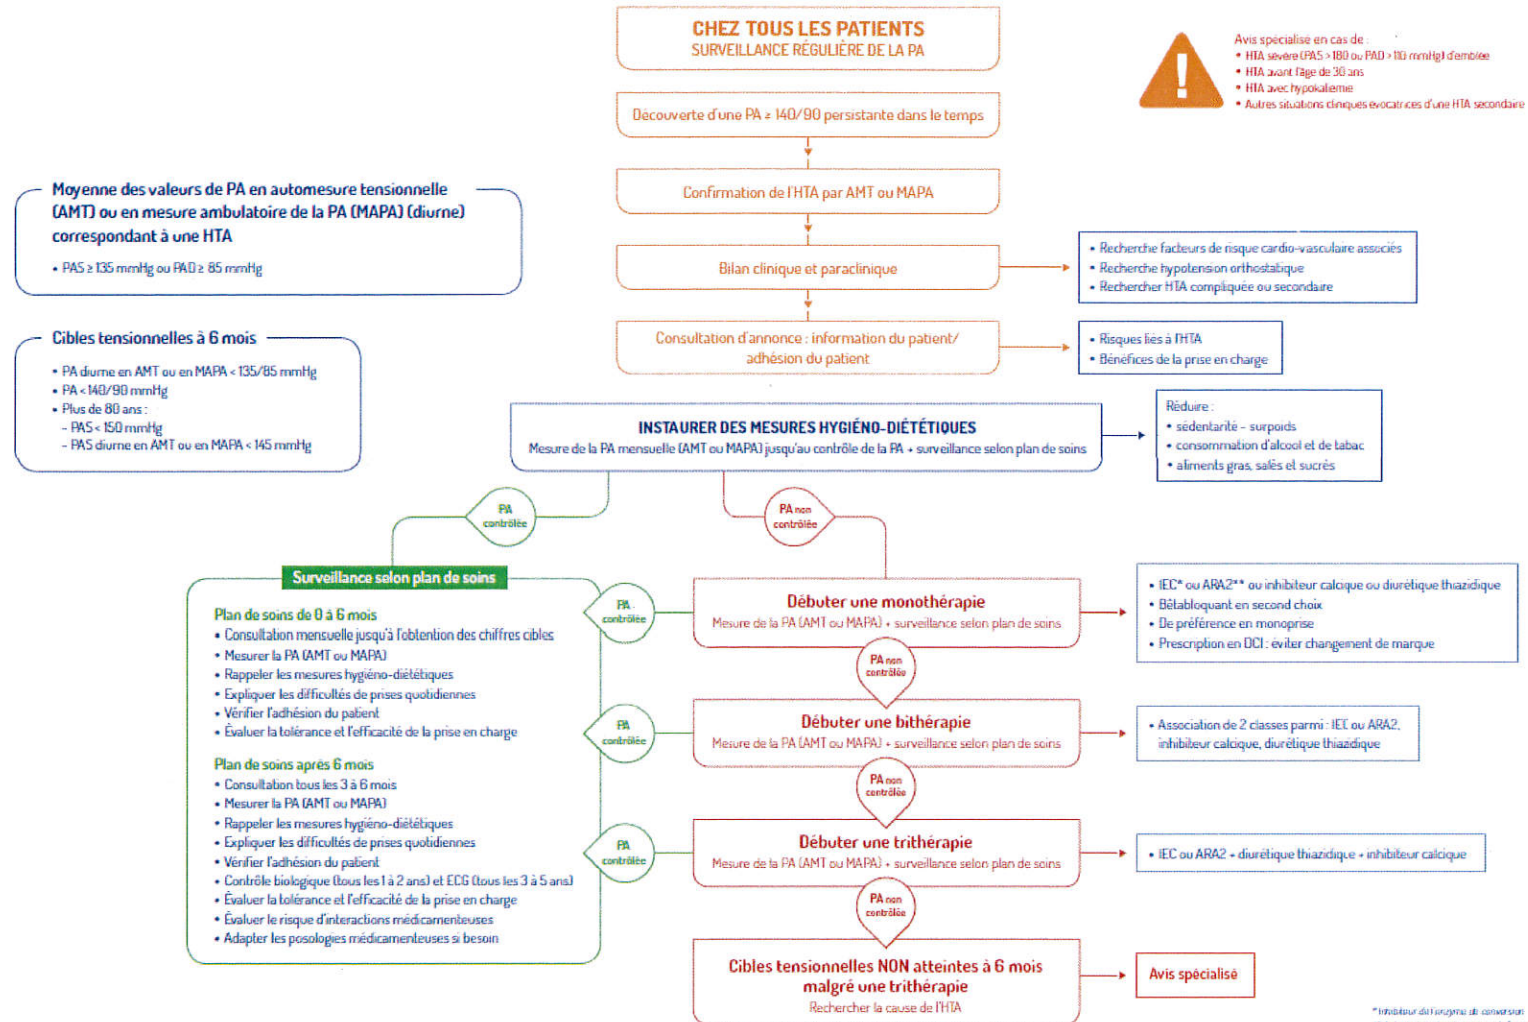 CHEZ TOUS LES PATIENTS
SURVEILLANCE RÉGULIÈRE DE LA PA
Avis spécialisé en cas de :
• HTA sévère (PAS > 180 ou PAD > 110 mmHg) d'emblée
• HTA avant l'âge de 30 ans
• HTA avec hypokaliémie
• Autres situations cliniques évocatrices d'une HTA secondaire
Découverte d'une PA ≥ 140/90 persistante dans le temps
Confirmation de l'HTA par AMT ou MAPA
Moyenne des valeurs de PA en automesure tensionnelle
(AMT) ou en mesure ambulatoire de la PA (MAPA) (diurne)
correspondant à une HTA
• PAS ≥ 135 mmHg ou PAD ≥ 85 mmHg
Bilan clinique et paraclinique
• Recherche facteurs de risque cardio-vasculaire associés
• Recherche hypotension orthostatique
• Rechercher HTA compliquée ou secondaire
Consultation d'annonce : information du patient/
adhésion du patient
• Risques liés à l'HTA
• Bénéfices de la prise en charge
Cibles tensionnelles à 6 mois
• PA diurne en AMT ou en MAPA < 135/85 mmHg
• PA < 140/90 mmHg
• Plus de 80 ans :
- PAS < 150 mmHg
- PAS diurne en AMT ou en MAPA < 145 mmHg
INSTAURER DES MESURES HYGIÉNO-DIÉTÉTIQUES
Mesure de la PA mensuelle (AMT ou MAPA) jusqu'au contrôle de la PA + surveillance selon plan de soins
Réduire :
• sédentarité - surpoids
• consommation d'alcool et de tabac
• aliments gras, salés et sucrés
PA
contrôlée
PA non
contrôlée
Surveillance selon plan de soins
Plan de soins de 0 à 6 mois
• Consultation mensuelle jusqu'à l'obtention des chiffres cibles
• Mesurer la PA (AMT ou MAPA)
• Rappeler les mesures hygiéno-diététiques
• Expliquer les difficultés de prises quotidiennes
• Vérifier l'adhésion du patient
• Évaluer la tolérance et l'efficacité de la prise en charge
Plan de soins après 6 mois
• Consultation tous les 3 à 6 mois
• Mesurer la PA (AMT ou MAPA)
• Rappeler les mesures hygiéno-diététiques
• Expliquer les difficultés de prises quotidiennes
• Vérifier l'adhésion du patient
• Contrôle biologique (tous les 1 à 2 ans) et ECG (tous les 3 à 5 ans)
• Évaluer la tolérance et l'efficacité de la prise en charge
• Évaluer le risque d'interactions médicamenteuses
• Adapter les posologies médicamenteuses si besoin
PA
contrôlée
Débuter une monothérapie
Mesure de la PA (AMT ou MAPA) + surveillance selon plan de soins
• IEC* ou ARA2** ou inhibiteur calcique ou diurétique thiazidique
• Bêtabloquant en second choix
• De préférence en monoprise
• Prescription en DCI : éviter changement de marque
PA non
contrôlée
PA
contrôlée
Débuter une bithérapie
Mesure de la PA (AMT ou MAPA) + surveillance selon plan de soins
• Association de 2 classes parmi : IEC ou ARA2,
inhibiteur calcique, diurétique thiazidique
PA non
contrôlée
PA
contrôlée
Débuter une trithérapie
Mesure de la PA (AMT ou MAPA) + surveillance selon plan de soins
• IEC ou ARA2 + diurétique thiazidique + inhibiteur calcique
PA non
contrôlée
Cibles tensionnelles NON atteintes à 6 mois
malgré une trithérapie
Rechercher la cause de l'HTA
Avis spécialisé
* Inhibiteur de l'enzyme de conversion